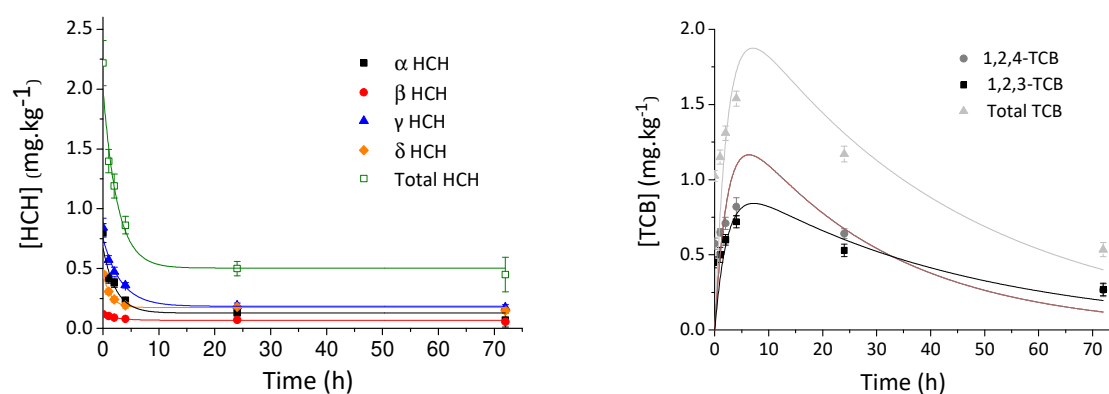 [HCH] (mg.kg-1)
2.5
2.0
1.5
1.0
0.5
0.0
α HCH
β HCH
γ HCH
δ HCH
Total HCH
0 10 20 30 40 50 60 70
Time (h)
[TCB] (mg.kg-1)
2.0
1.5
1.0
0.5
0.0
1,2,4-TCB
1,2,3-TCB
Total TCB
0 10 20 30 40 50 60 70
Time (h)